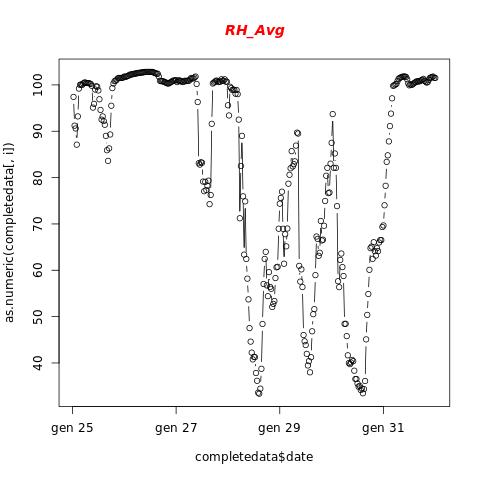 RH_Avg
as.numeric(completedata[, i])
100
90
80
70
60
50
40
gen 25
gen 27
gen 29
gen 31
completedata$date